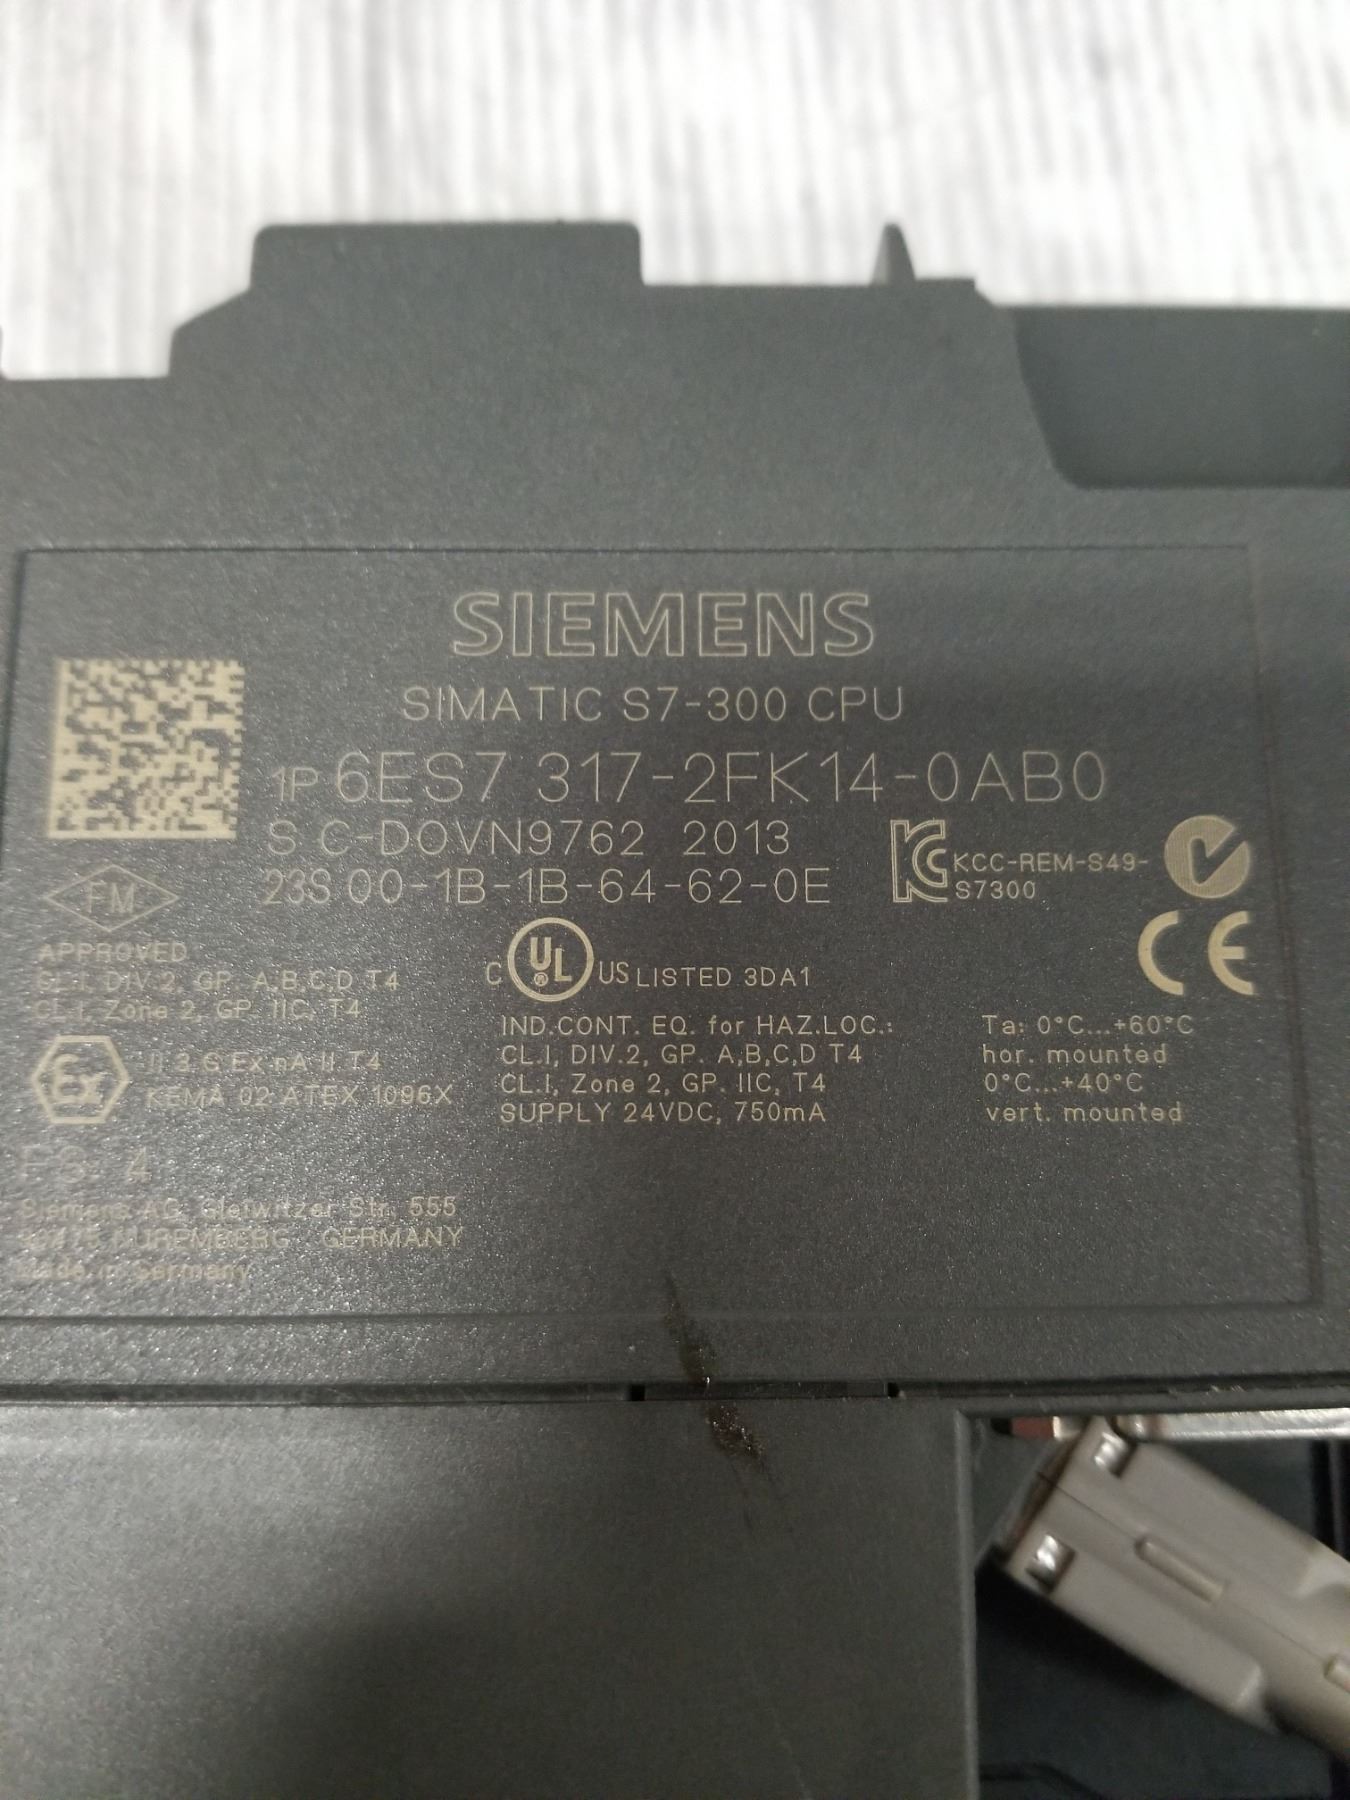 SIEMENS
SIMATIC S7-300 CPU
1P 6ES7 317-2FK14-0AB0
S C-D0VN9762 2013
23S 00-1B-1B-64-62-0E
KCC-REM-S49-
S7300
FM
APPROVED
CL.I, DIV.2, GP. A,B,C,D T4
CL.I, Zone 2, GP. IIC, T4
Ex
II 3 G Ex nA II T4
KEMA 02 ATEX 1096X
C UL US LISTED 3DA1
IND.CONT. EQ. for HAZ.LOC.:
CL.I, DIV.2, GP. A,B,C,D T4
CL.I, Zone 2, GP. IIC, T4
SUPPLY 24VDC, 750mA
CE
Ta: 0°C...+60°C
hor. mounted
0°C...+40°C
vert. mounted
FS 4
Siemens AG, Gleiwitzer Str. 555
GERMANY
Made in Germany